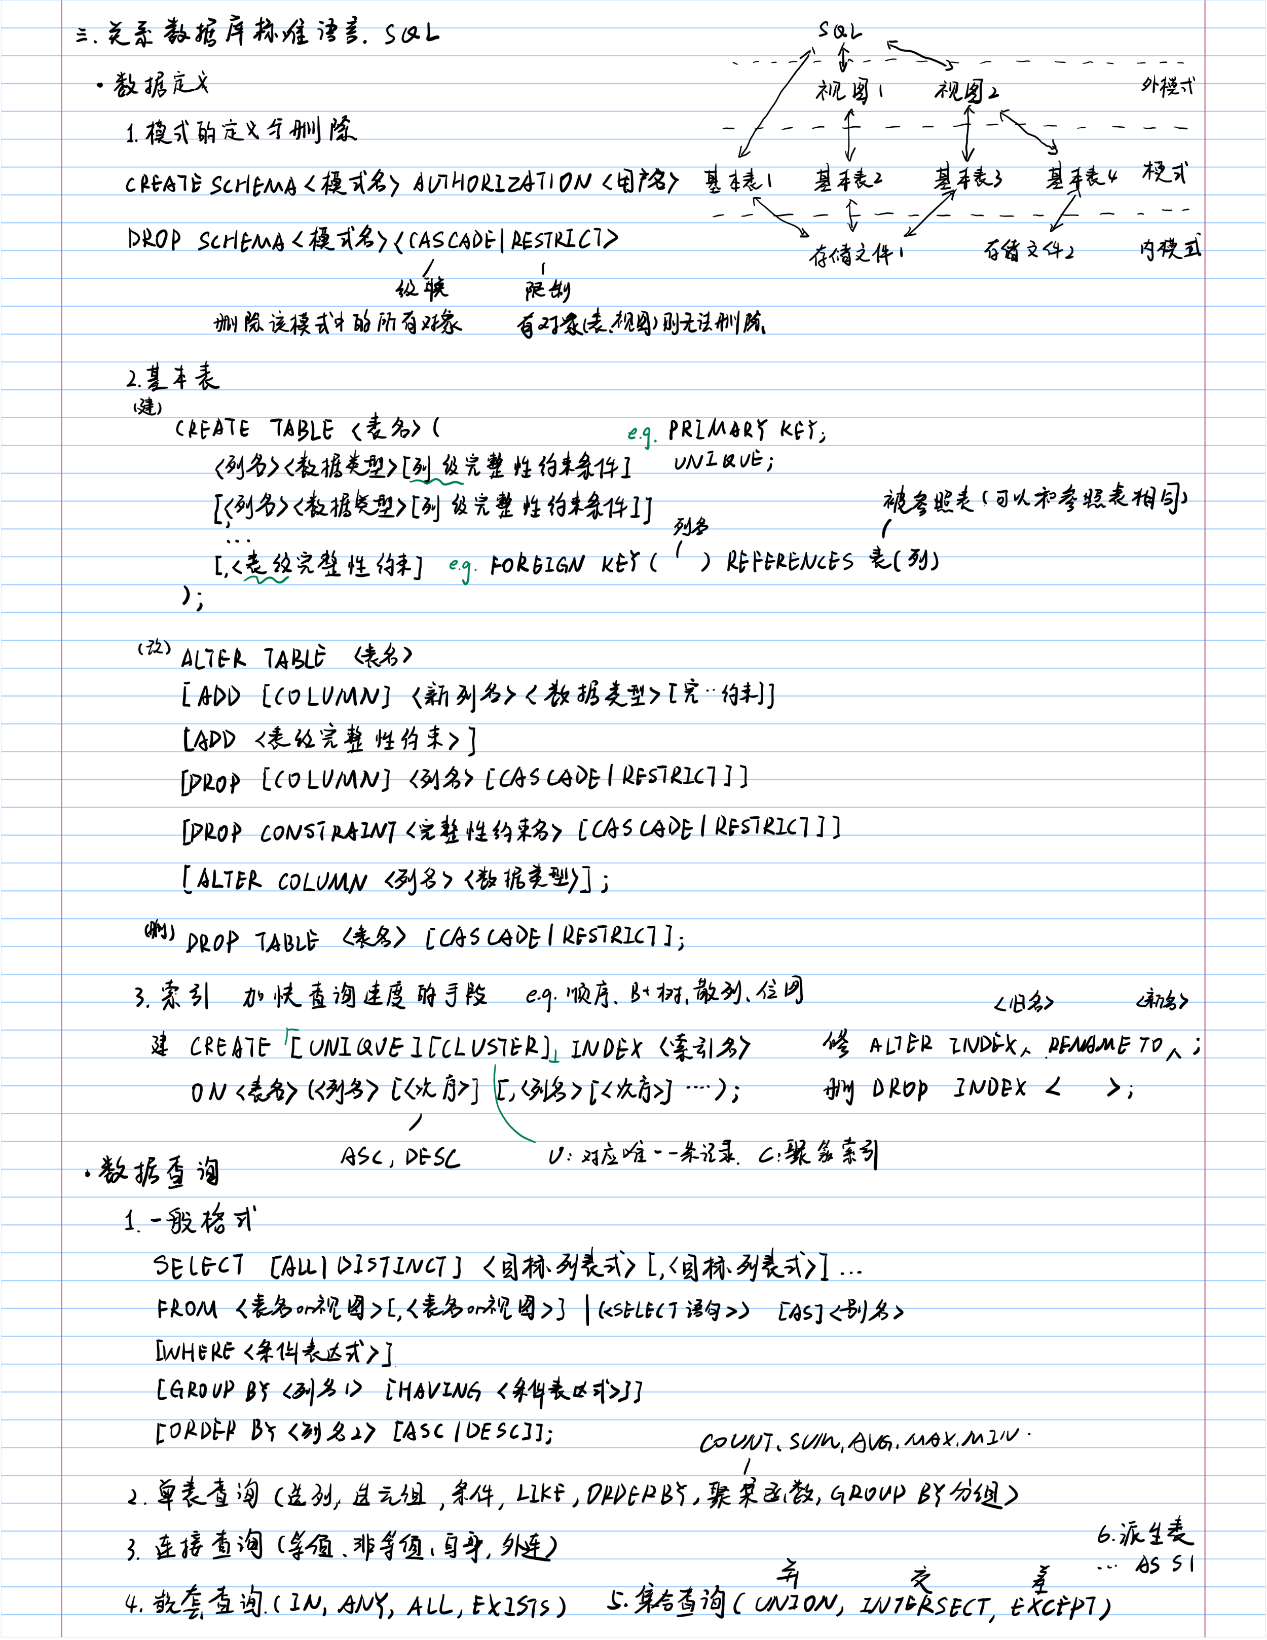 三.关系数据库标准语言. SQL
SQL
·数据定义
视图1 视图2 外模式
1.模式的定义与删除
CREATE SCHEMA<模式名> AUTHORIZATION <用户名>
基本表1 基本表2 基本表3 基本表4 模式
DROP SCHEMA<模式名><CASCADE|RESTRICT>
存储文件1 存储文件2 内模式
级联 限制
删除该模式中的所有对象 有对象(表、视图)则无法删除.
2.基本表
(建)
CREATE TABLE <表名>( e.g. PRIMARY KEY;
<列名><数据类型>[列级完整性约束条件] UNIQUE;
[<列名><数据类型>[列级完整性约束条件]] 被参照表(可以和参照表相同)
, ... 列名
[,<表级完整性约束] e.g. FOREIGN KEY( ) REFERENCES 表(列)
);
(改) ALTER TABLE <表名>
[ADD [COLUMN] <新列名><数据类型>[完··约束]]
[ADD <表级完整性约束>]
[DROP [COLUMN] <列名> [CASCADE|RESTRICT]]
[DROP CONSTRAINT<完整性约束名> [CASCADE|RESTRICT]]
[ALTER COLUMN <列名><数据类型>];
(删) DROP TABLE <表名> [CASCADE|RESTRICT];
3. 索引 加快查询速度的手段 e.g. 顺序、B+树、散列、位图
<旧名> <新名>
建 CREATE 「[UNIQUE][CLUSTER]」INDEX <索引名> 修 ALTER INDEX‸ RENAME TO‸;
ON<表名>(<列名>[<次序>] [,<列名>[<次序>] ····); 删 DROP INDEX < >;
ASC, DESC U: 对应唯一一条记录. C:聚簇索引
·数据查询
1.一般格式
SELECT [ALL|DISTINCT] <目标列表式>[,<目标列表式>]...
FROM <表名or视图>[,<表名or视图>] |(<SELECT语句>) [AS]<别名>
[WHERE<条件表达式>]
[GROUP BY<列名1> [HAVING <条件表达式>]]
[ORDER BY<列名2> [ASC|DESC]];
COUNT、SUM, AVG, MAX, MIN.
2.单表查询 (选列, 选元组, 条件, LIKE, ORDERBY, 聚集函数, GROUP BY分组)
3. 连接查询 (等值、非等值、自身, 外连)
6.派生表
... AS S1
并 交 差
4.嵌套查询.(IN, ANY, ALL, EXISTS) 5.集合查询(UNION, INTERSECT, EXCEPT)